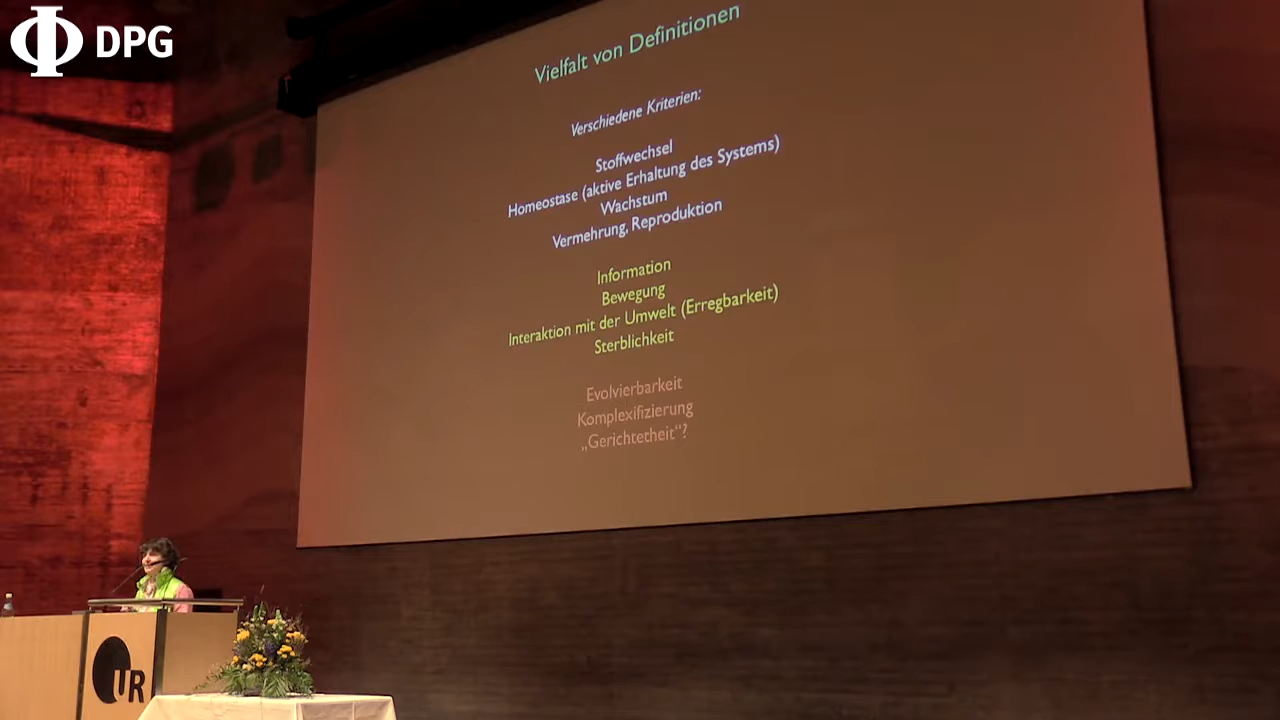 DPG
Vielfalt von Definitionen
Verschiedene Kriterien:
Stoffwechsel
Homeostase (aktive Erhaltung des Systems)
Wachstum
Vermehrung, Reproduktion
Information
Bewegung
Interaktion mit der Umwelt (Erregbarkeit)
Sterblichkeit
Evolvierbarkeit
Komplexifizierung
„Gerichtetheit“?
UR